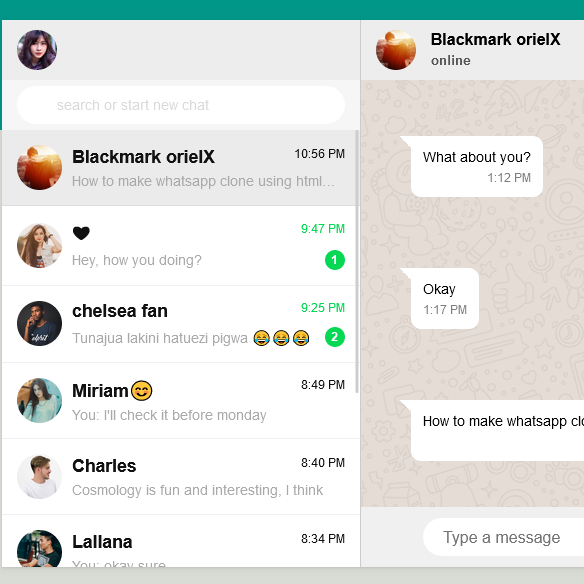 search or start new chat
Blackmark orielX
10:56 PM
How to make whatsapp clone using html…
🖤
9:47 PM
Hey, how you doing?
1
chelsea fan
9:25 PM
Tunajua lakini hatuezi pigwa 😂😂😂
2
Miriam😊
8:49 PM
You: I'll check it before monday
Charles
8:40 PM
Cosmology is fun and interesting, I think
Lallana
8:34 PM
You: okay sure
Blackmark orielX
online
What about you?
1:12 PM
Okay
1:17 PM
How to make whatsapp clo
Type a message